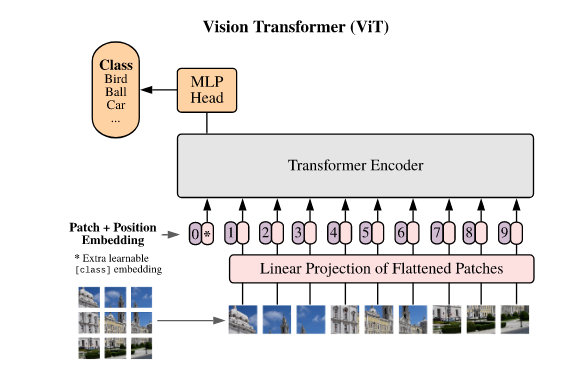 Vision Transformer (ViT)
Class
Bird
Ball
Car
...
MLP
Head
Transformer Encoder
Patch + Position
Embedding
0 * 1 2 3 4 5 6 7 8 9
* Extra learnable
[class] embedding
Linear Projection of Flattened Patches